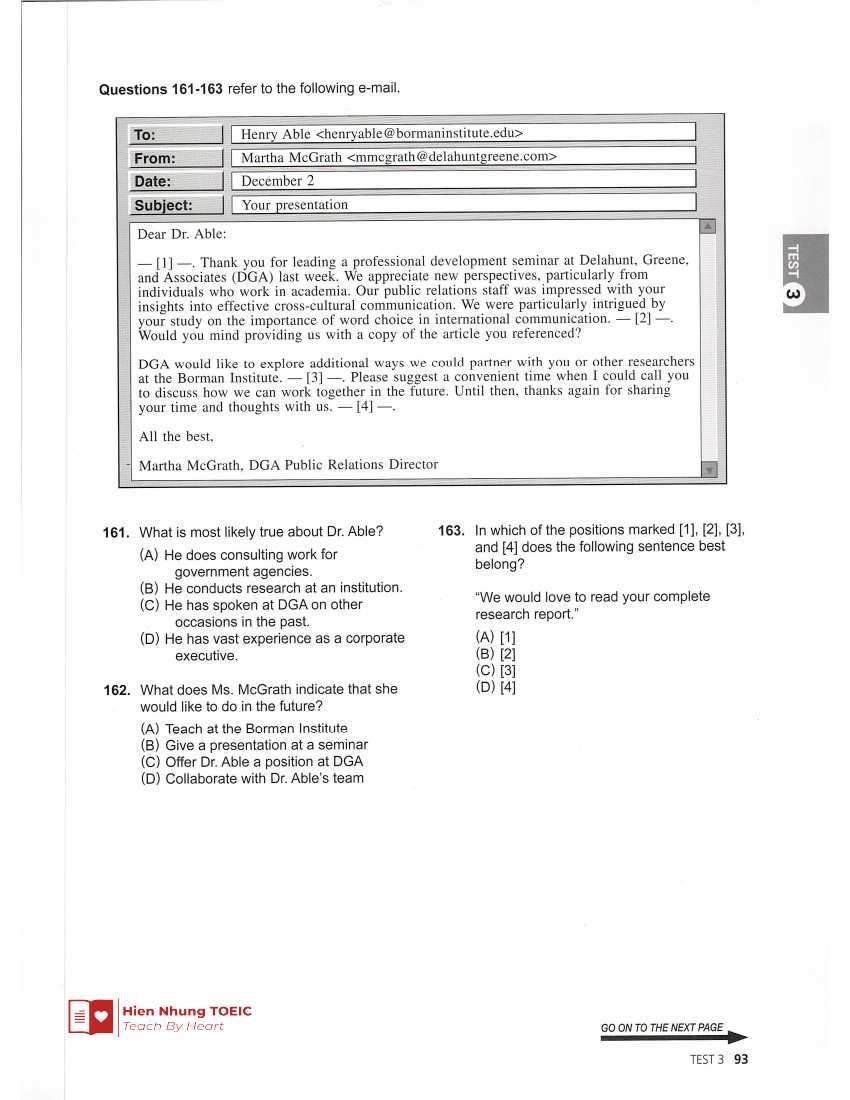 Questions 161-163 refer to the following e-mail.
To: Henry Able <henryable@bormaninstitute.edu>
From: Martha McGrath <mmcgrath@delahuntgreene.com>
Date: December 2
Subject: Your presentation
Dear Dr. Able:
— [1] —. Thank you for leading a professional development seminar at Delahunt, Greene,
and Associates (DGA) last week. We appreciate new perspectives, particularly from
individuals who work in academia. Our public relations staff was impressed with your
insights into effective cross-cultural communication. We were particularly intrigued by
your study on the importance of word choice in international communication. — [2] —.
Would you mind providing us with a copy of the article you referenced?
DGA would like to explore additional ways we could partner with you or other researchers
at the Borman Institute. — [3] —. Please suggest a convenient time when I could call you
to discuss how we can work together in the future. Until then, thanks again for sharing
your time and thoughts with us. — [4] —.
All the best,
Martha McGrath, DGA Public Relations Director
TEST 3
161. What is most likely true about Dr. Able?
(A) He does consulting work for
government agencies.
(B) He conducts research at an institution.
(C) He has spoken at DGA on other
occasions in the past.
(D) He has vast experience as a corporate
executive.
162. What does Ms. McGrath indicate that she
would like to do in the future?
(A) Teach at the Borman Institute
(B) Give a presentation at a seminar
(C) Offer Dr. Able a position at DGA
(D) Collaborate with Dr. Able's team
163. In which of the positions marked [1], [2], [3],
and [4] does the following sentence best
belong?
"We would love to read your complete
research report."
(A) [1]
(B) [2]
(C) [3]
(D) [4]
Hien Nhung TOEIC
Teach By Heart
GO ON TO THE NEXT PAGE
TEST 3 93